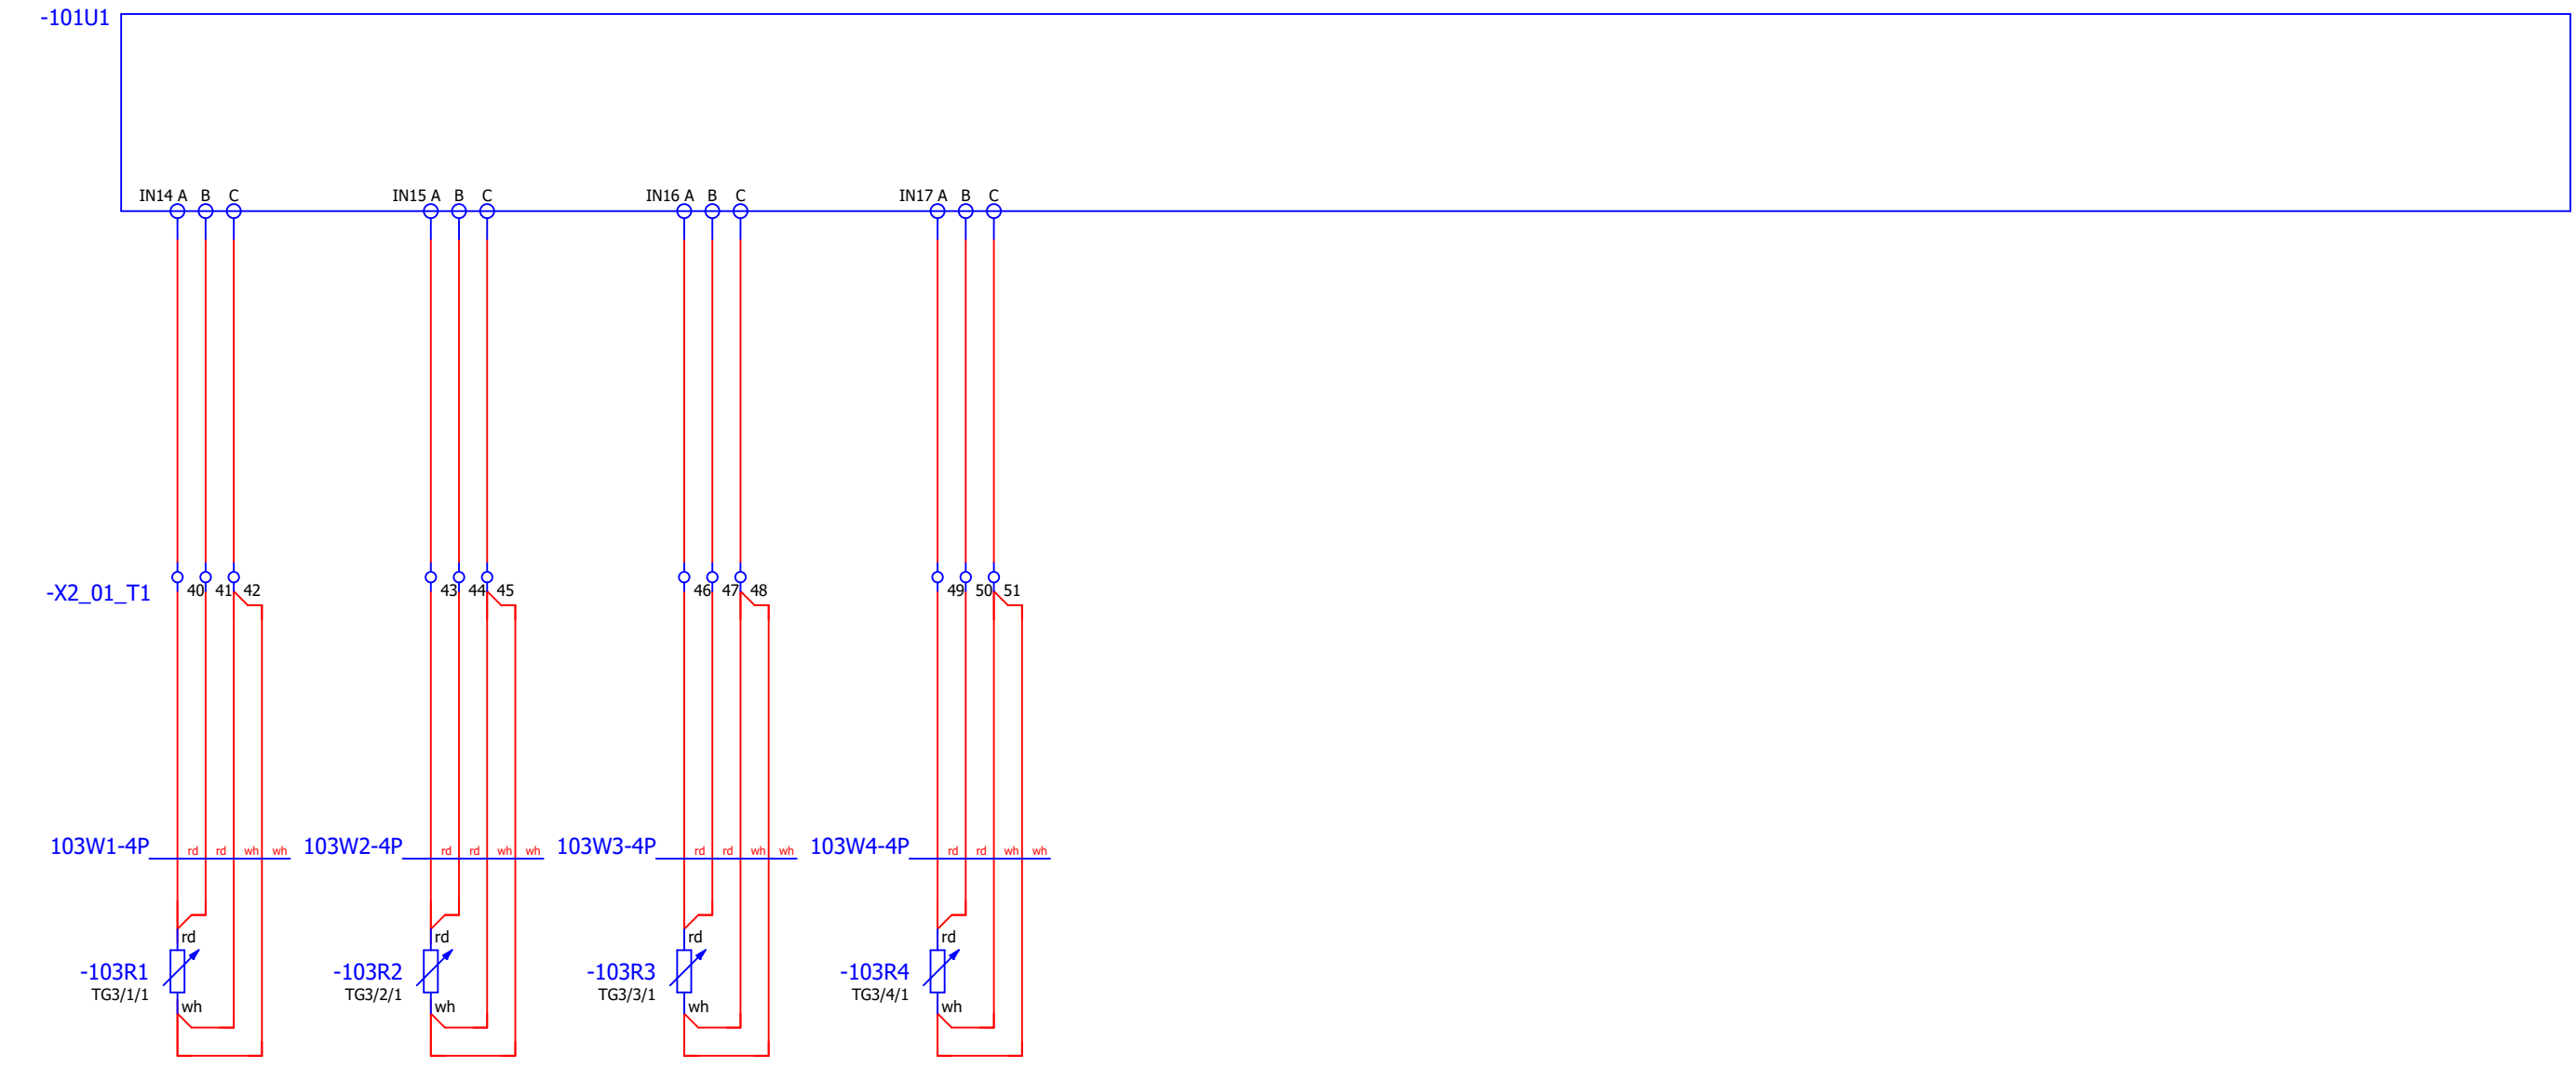 -101U1
IN14 A B C IN15 A B C IN16 A B C IN17 A B C
-X2_01_T1 40 41 42 43 44 45 46 47 48 49 50 51
103W1-4P rd rd wh wh 103W2-4P rd rd wh wh 103W3-4P rd rd wh wh 103W4-4P rd rd wh wh
rd rd rd rd
-103R1 -103R2 -103R3 -103R4
TG3/1/1 TG3/2/1 TG3/3/1 TG3/4/1
wh wh wh wh